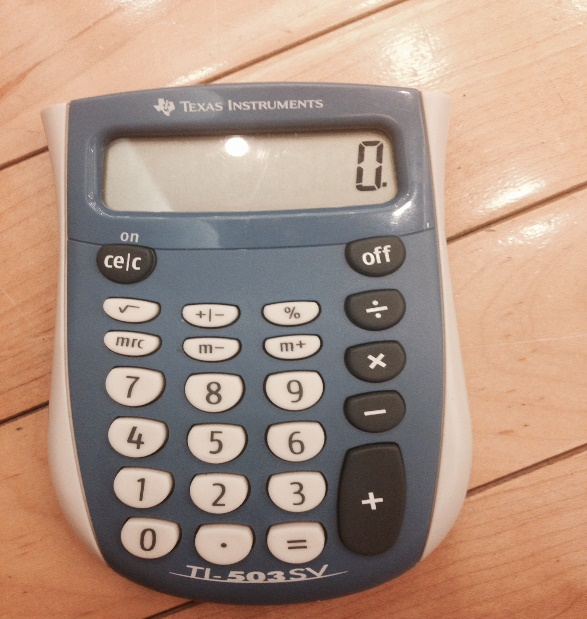 TEXAS INSTRUMENTS
0.
on
ce|c off
√ +|− % ÷
mrc m− m+ ×
7 8 9 −
4 5 6
1 2 3 +
0 . =
TI-503SV